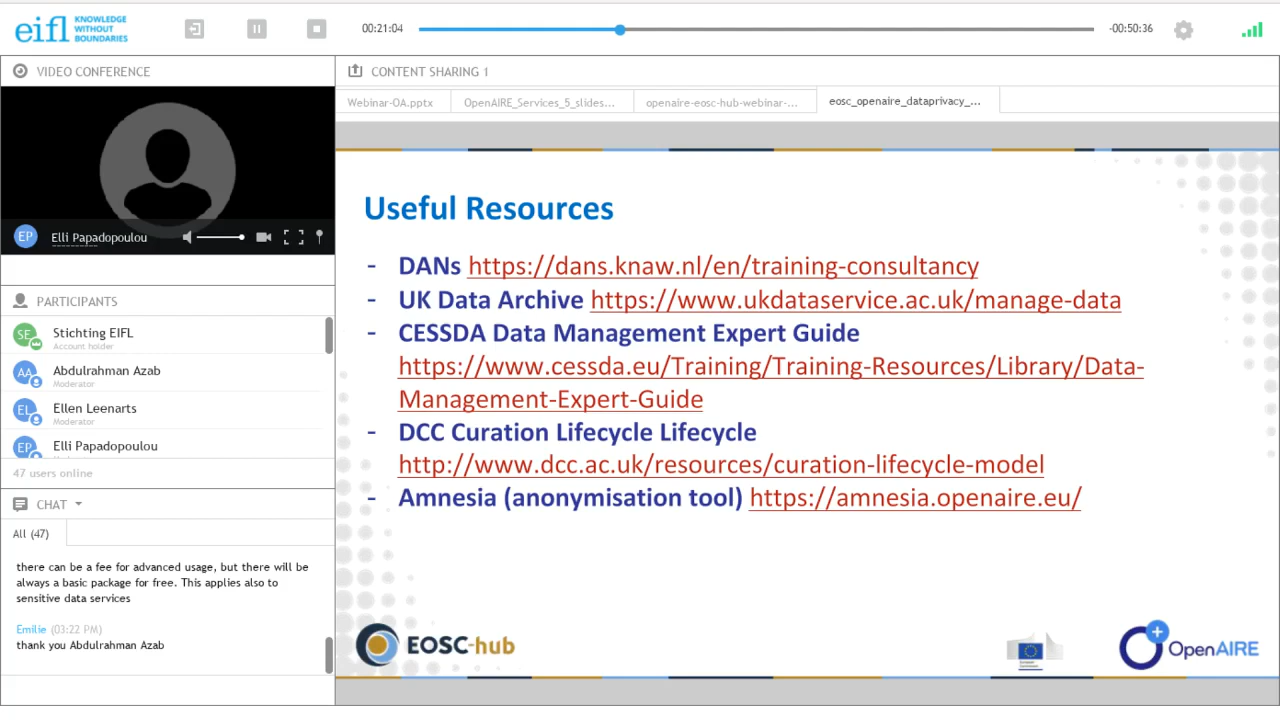 eifl KNOWLEDGE
WITHOUT
BOUNDARIES
00:21:04
-00:50:36
VIDEO CONFERENCE
EP Elli Papadopoulou
PARTICIPANTS
SE Stichting EIFL
Account holder
AA Abdulrahman Azab
Moderator
EL Ellen Leenarts
Moderator
EP Elli Papadopoulou
47 users online
CHAT
All (47)
there can be a fee for advanced usage, but there will be
always a basic package for free. This applies also to
sensitive data services
Emilie (03:22 PM)
thank you Abdulrahman Azab
CONTENT SHARING 1
Webinar-OA.pptx
OpenAIRE_Services_5_slides...
openaire-eosc-hub-webinar-...
eosc_openaire_dataprivacy_...
Useful Resources
- DANs https://dans.knaw.nl/en/training-consultancy
- UK Data Archive https://www.ukdataservice.ac.uk/manage-data
- CESSDA Data Management Expert Guide
https://www.cessda.eu/Training/Training-Resources/Library/Data-
Management-Expert-Guide
- DCC Curation Lifecycle Lifecycle
http://www.dcc.ac.uk/resources/curation-lifecycle-model
- Amnesia (anonymisation tool) https://amnesia.openaire.eu/
EOSC-hub
OpenAIRE